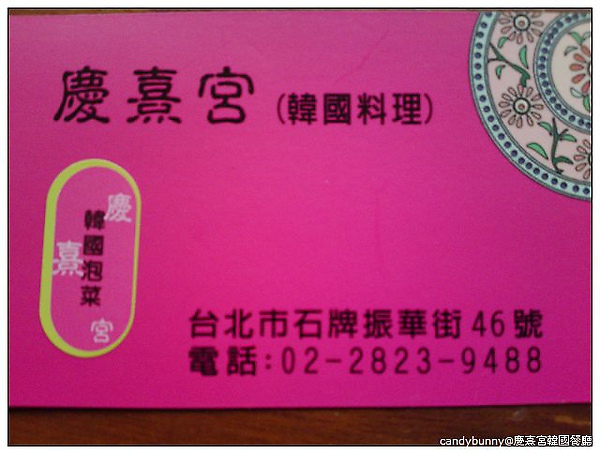 慶熹宮 (韓國料理)
慶熹宮
韓國泡菜
台北市石牌振華街46號
電話:02-2823-9488
candybunny@慶熹宮韓國餐廳